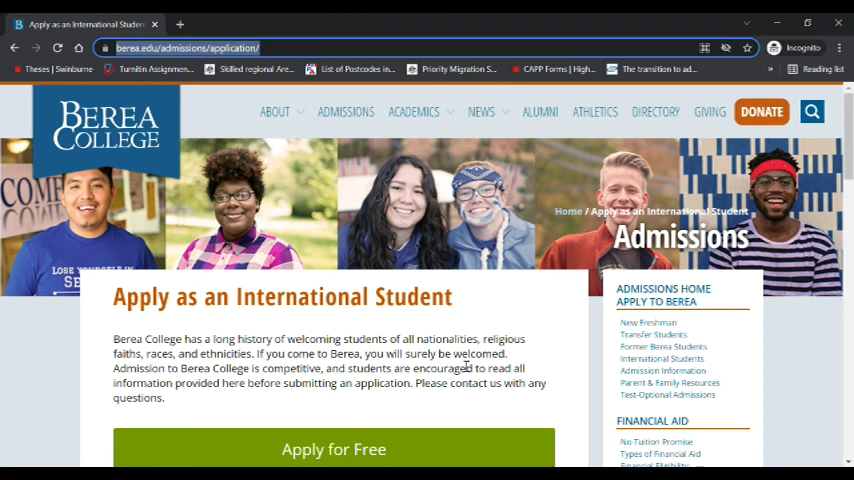 Apply as an International Studen
berea.edu/admissions/application/
Incognito
Theses | Swinburne
Turnitin Assignmen...
Skilled regional Are...
List of Postcodes in...
Priority Migration S...
CAPP Forms | High...
The transition to ad...
»
Reading list
BEREA
COLLEGE
ABOUT
ADMISSIONS
ACADEMICS
NEWS
ALUMNI
ATHLETICS
DIRECTORY
GIVING
DONATE
Home / Apply as an International Student
Admissions
LOSE YOURSELF IN
Apply as an International Student
Berea College has a long history of welcoming students of all nationalities, religious
faiths, races, and ethnicities. If you come to Berea, you will surely be welcomed.
Admission to Berea College is competitive, and students are encouraged to read all
information provided here before submitting an application. Please contact us with any
questions.
Apply for Free
ADMISSIONS HOME
APPLY TO BEREA
New Freshman
Transfer Students
Former Berea Students
International Students
Admission Information
Parent & Family Resources
Test-Optional Admissions
FINANCIAL AID
No-Tuition Promise
Types of Financial Aid
Financial Eligibility